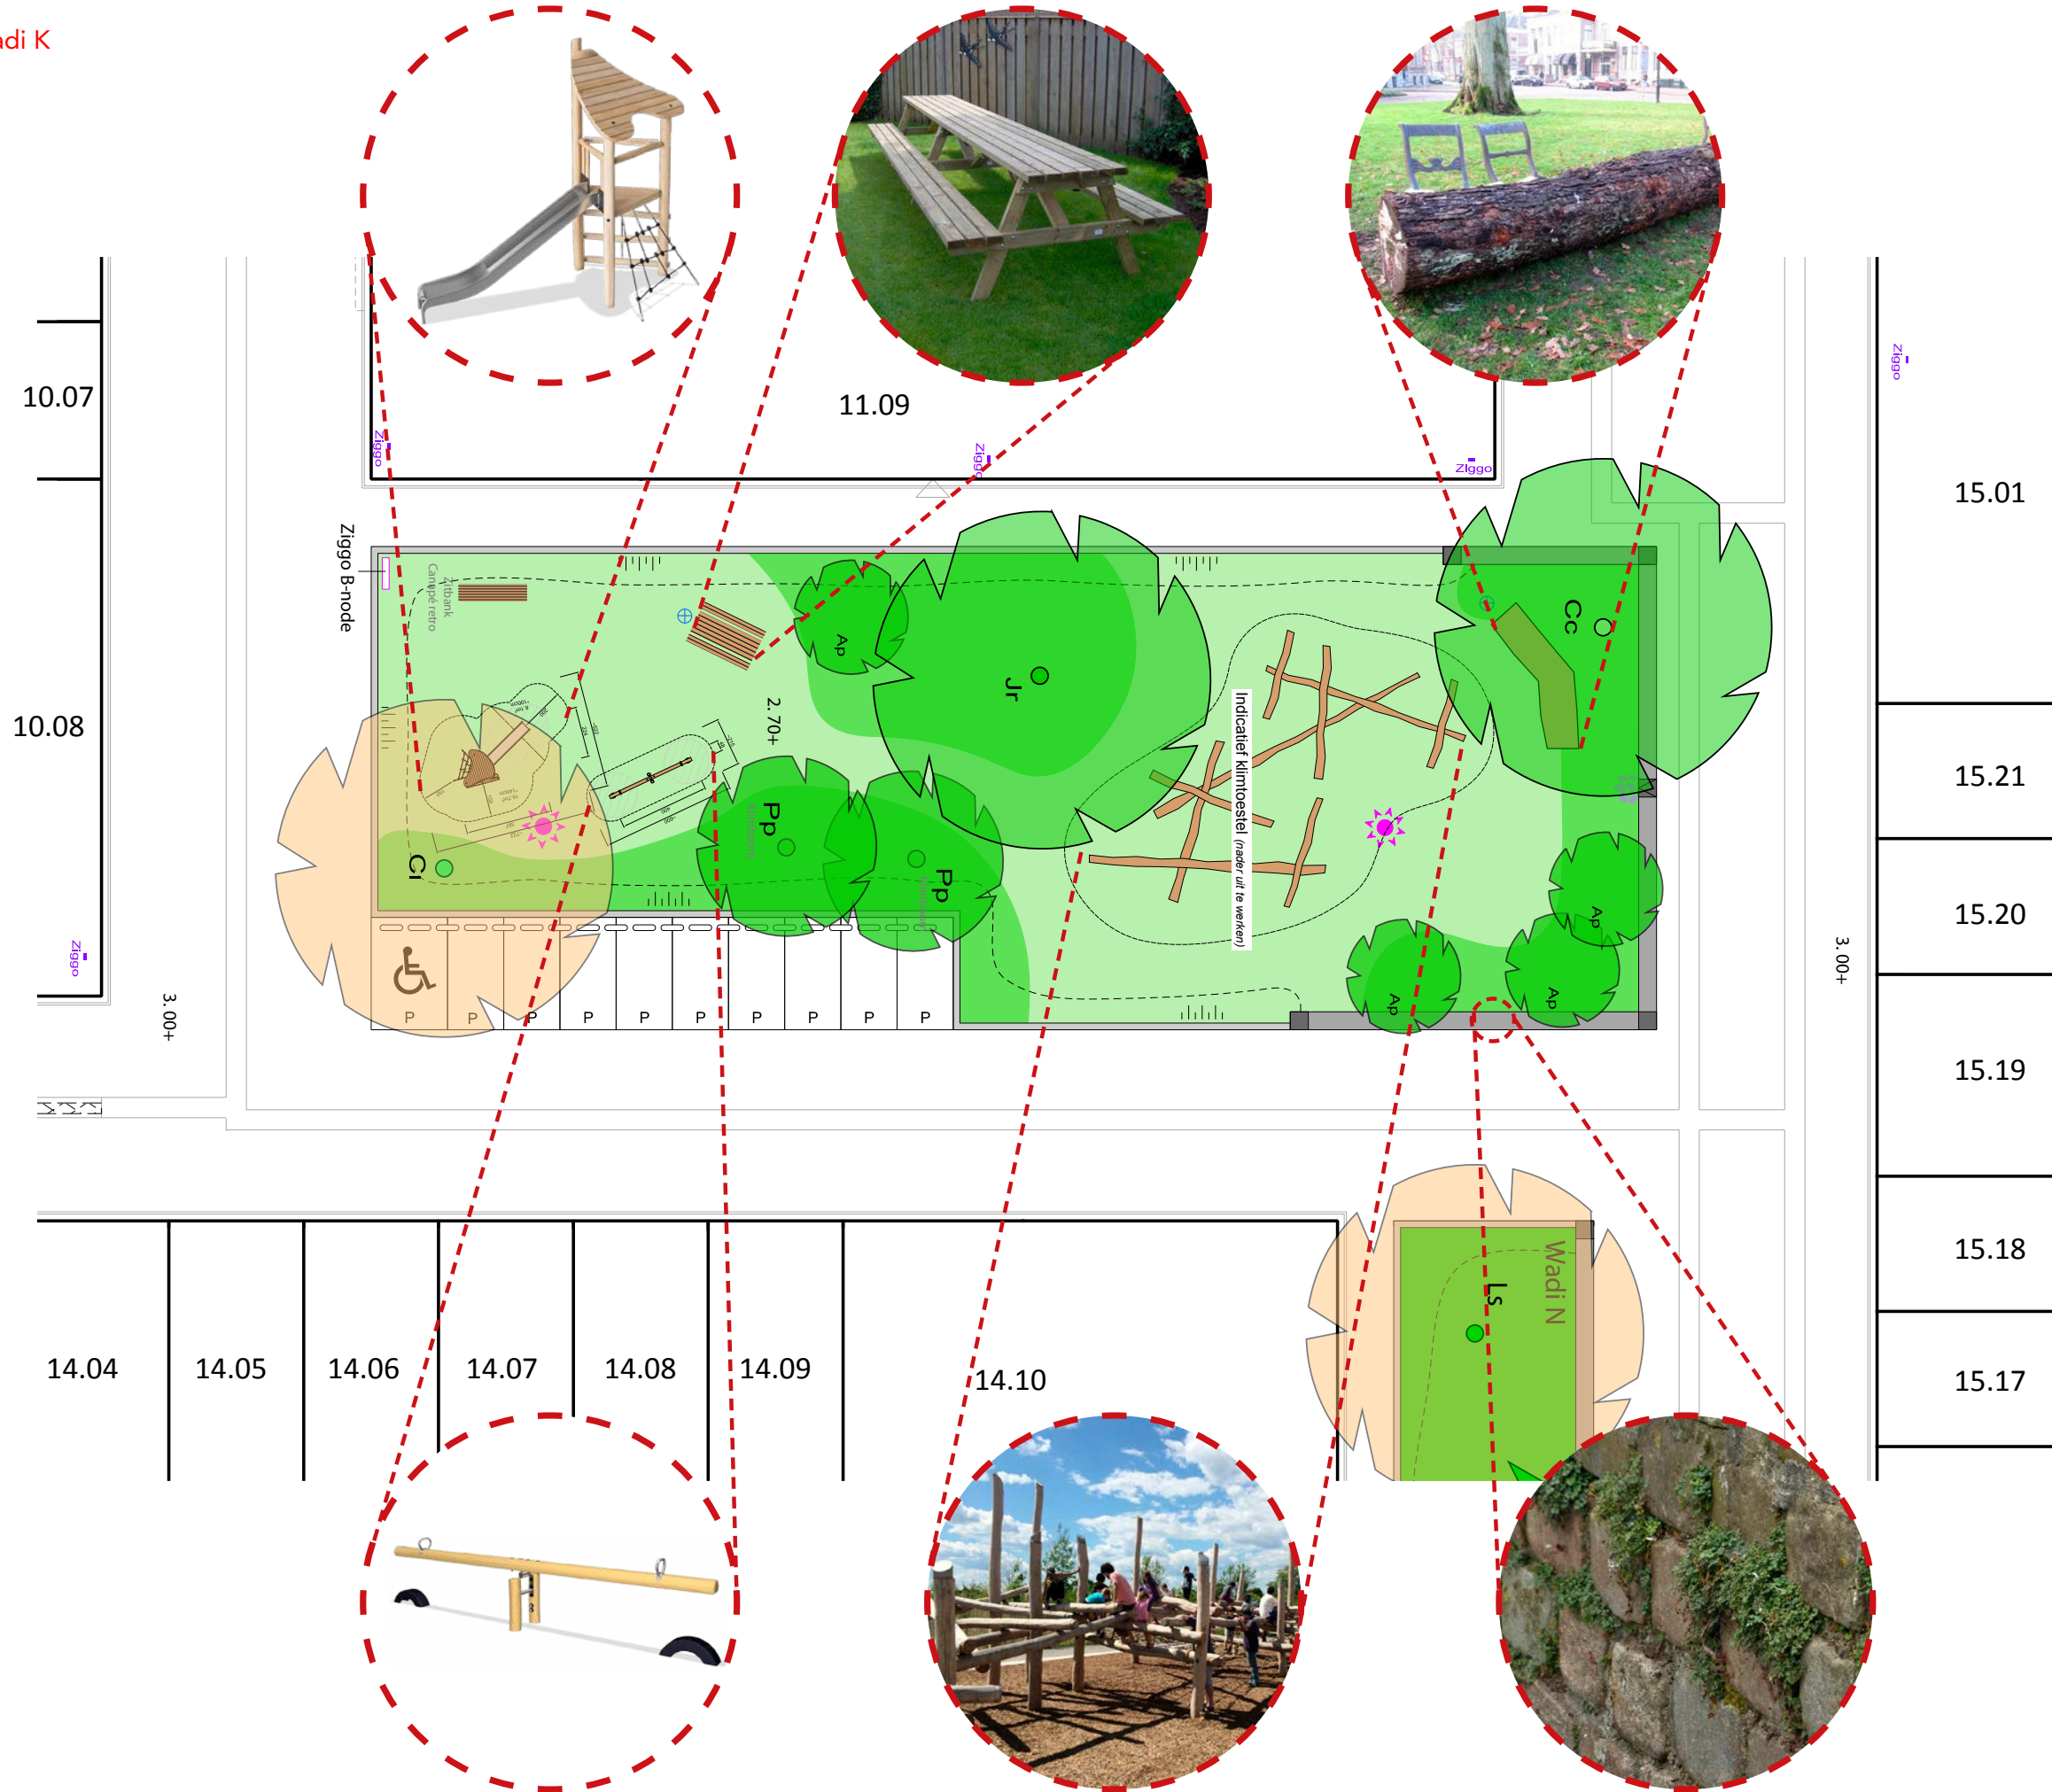 adi K
10.07
11.09
Ziggo
Ziggo
Ziggo
Ziggo
15.01
Ziggo B-node
Zitbank
Canapé retro
Ap
Cc
Jr
2.70+
10.08
Indicatief klimtoestel (nader uit te werken)
15.21
Pp
Klimboom
Pp
Ci
Ap
15.20
Ziggo
3.00+
3.00+
Ap
Ap
P
P
P
P
P
P
P
P
P
P
15.19
15.18
Wadi N
Ls
14.04
14.05
14.06
14.07
14.08
14.09
14.10
15.17